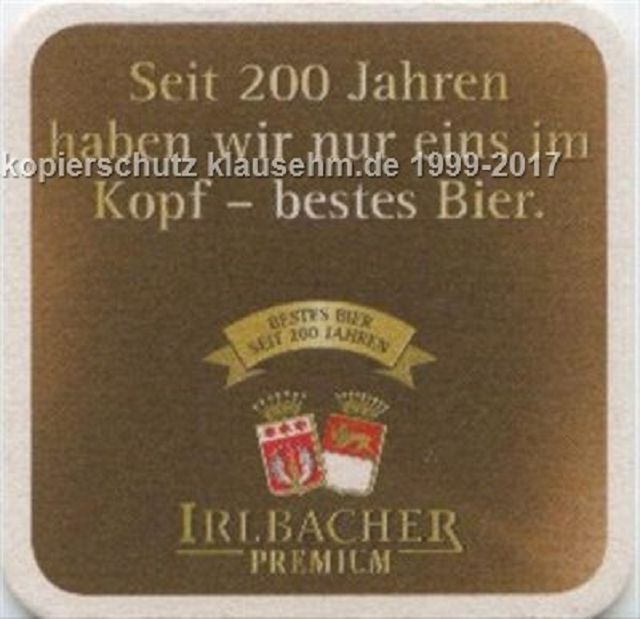 Seit 200 Jahren
haben wir nur eins im
kopierschutz klausehm.de 1999-2017
Kopf – bestes Bier.
BESTES BIER
SEIT 200 JAHREN
IRLBACHER
PREMIUM